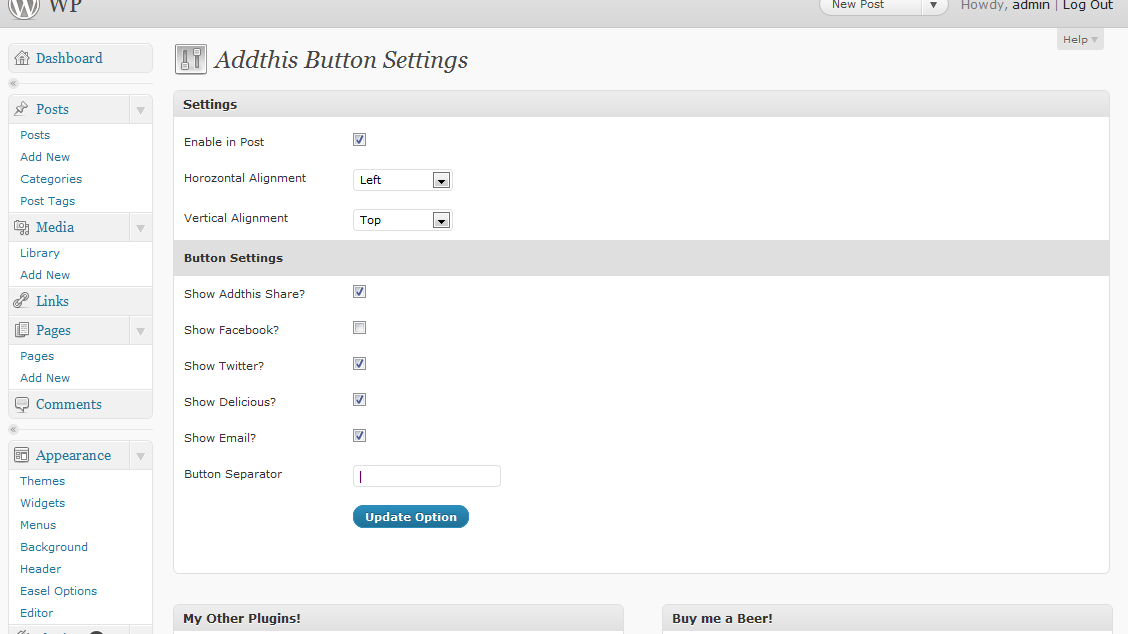 WP
New Post
Howdy, admin | Log Out
Help
Dashboard
Posts
Posts
Add New
Categories
Post Tags
Media
Library
Add New
Links
Pages
Pages
Add New
Comments
Appearance
Themes
Widgets
Menus
Background
Header
Easel Options
Editor
Addthis Button Settings
Settings
Enable in Post
Horozontal Alignment
Left
Vertical Alignment
Top
Button Settings
Show Addthis Share?
Show Facebook?
Show Twitter?
Show Delicious?
Show Email?
Button Separator
|
Update Option
My Other Plugins!
Buy me a Beer!